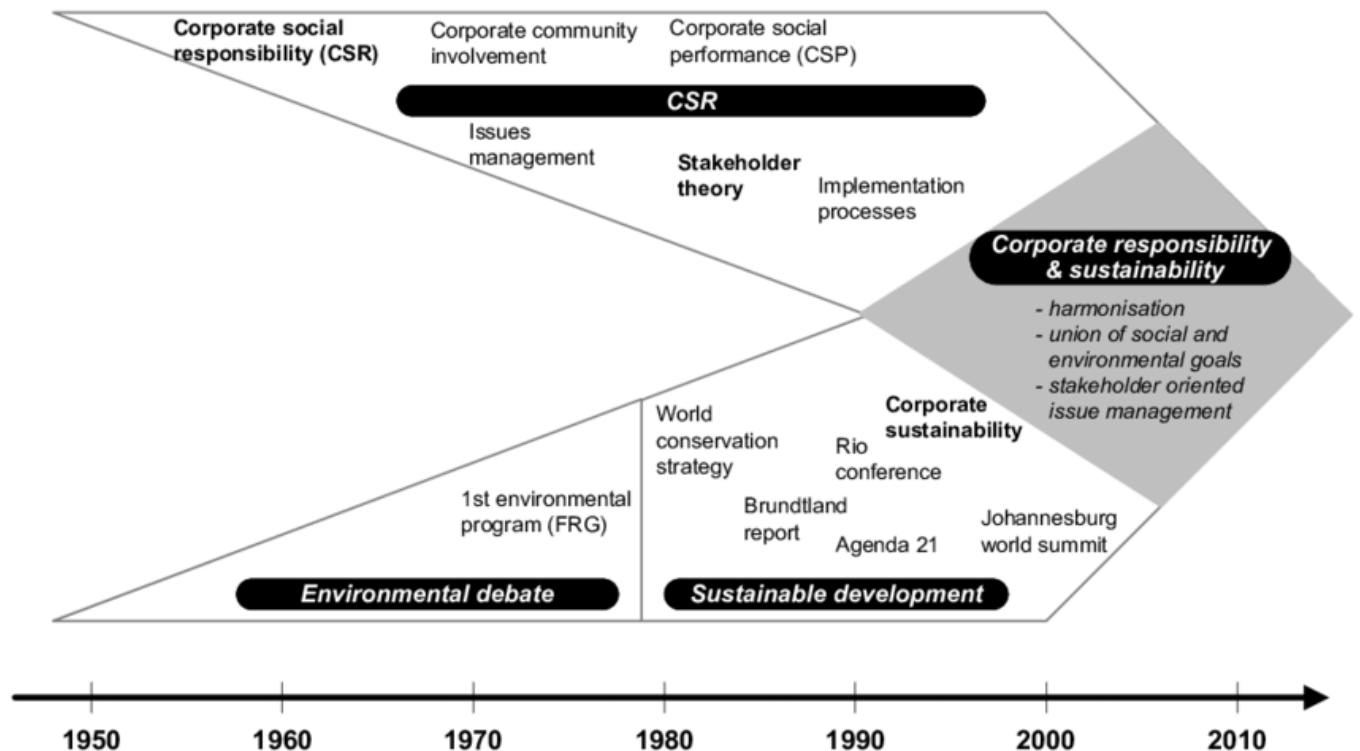 Corporate social
responsibility (CSR)
Corporate community
involvement
Corporate social
performance (CSP)
CSR
Issues
management
Stakeholder
theory
Implementation
processes
Corporate responsibility
& sustainability
- harmonisation
- union of social and
environmental goals
- stakeholder oriented
issue management
Corporate
sustainability
World
conservation
strategy
Rio
conference
1st environmental
program (FRG)
Brundtland
report
Agenda 21
Johannesburg
world summit
Environmental debate
Sustainable development
1950 1960 1970 1980 1990 2000 2010